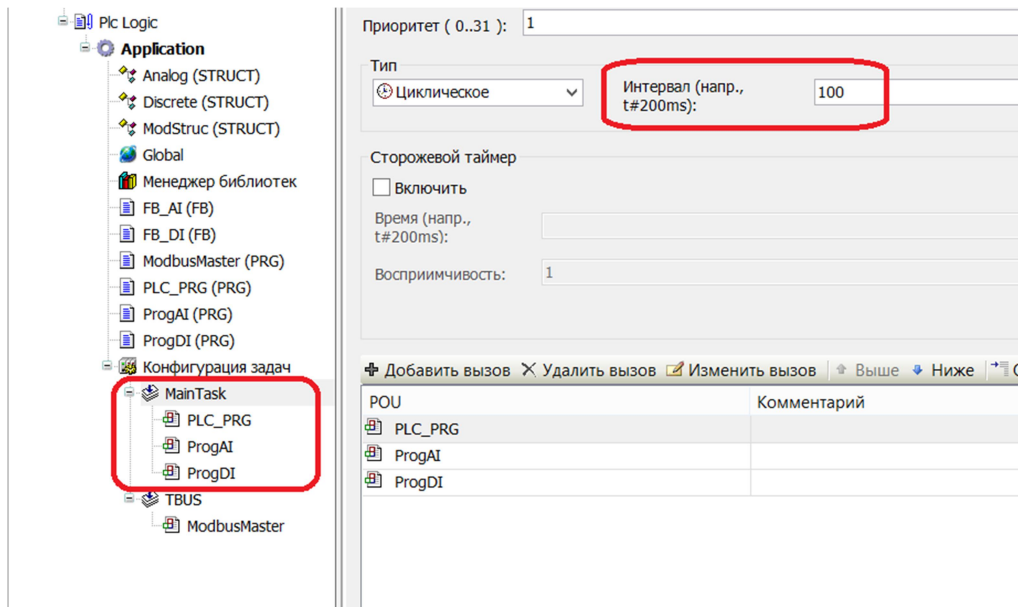 Plc Logic
Application
Analog (STRUCT)
Discrete (STRUCT)
ModStruc (STRUCT)
Global
Менеджер библиотек
FB_AI (FB)
FB_DI (FB)
ModbusMaster (PRG)
PLC_PRG (PRG)
ProgAI (PRG)
ProgDI (PRG)
Конфигурация задач
MainTask
PLC_PRG
ProgAI
ProgDI
TBUS
ModbusMaster
Приоритет ( 0..31 ): 1
Тип
Циклическое
Интервал (напр.,
t#200ms): 100
Сторожевой таймер
Включить
Время (напр.,
t#200ms):
Восприимчивость: 1
Добавить вызов Удалить вызов Изменить вызов Выше Ниже
POU Комментарий
PLC_PRG
ProgAI
ProgDI